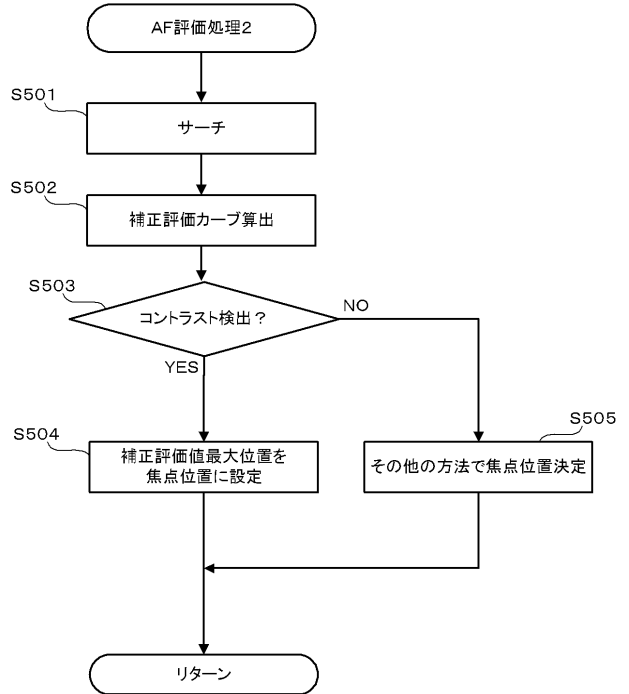 AF評価処理2
S501
サーチ
S502
補正評価カーブ算出
S503
コントラスト検出？
NO
YES
S504
補正評価値最大位置を
焦点位置に設定
S505
その他の方法で焦点位置決定
リターン